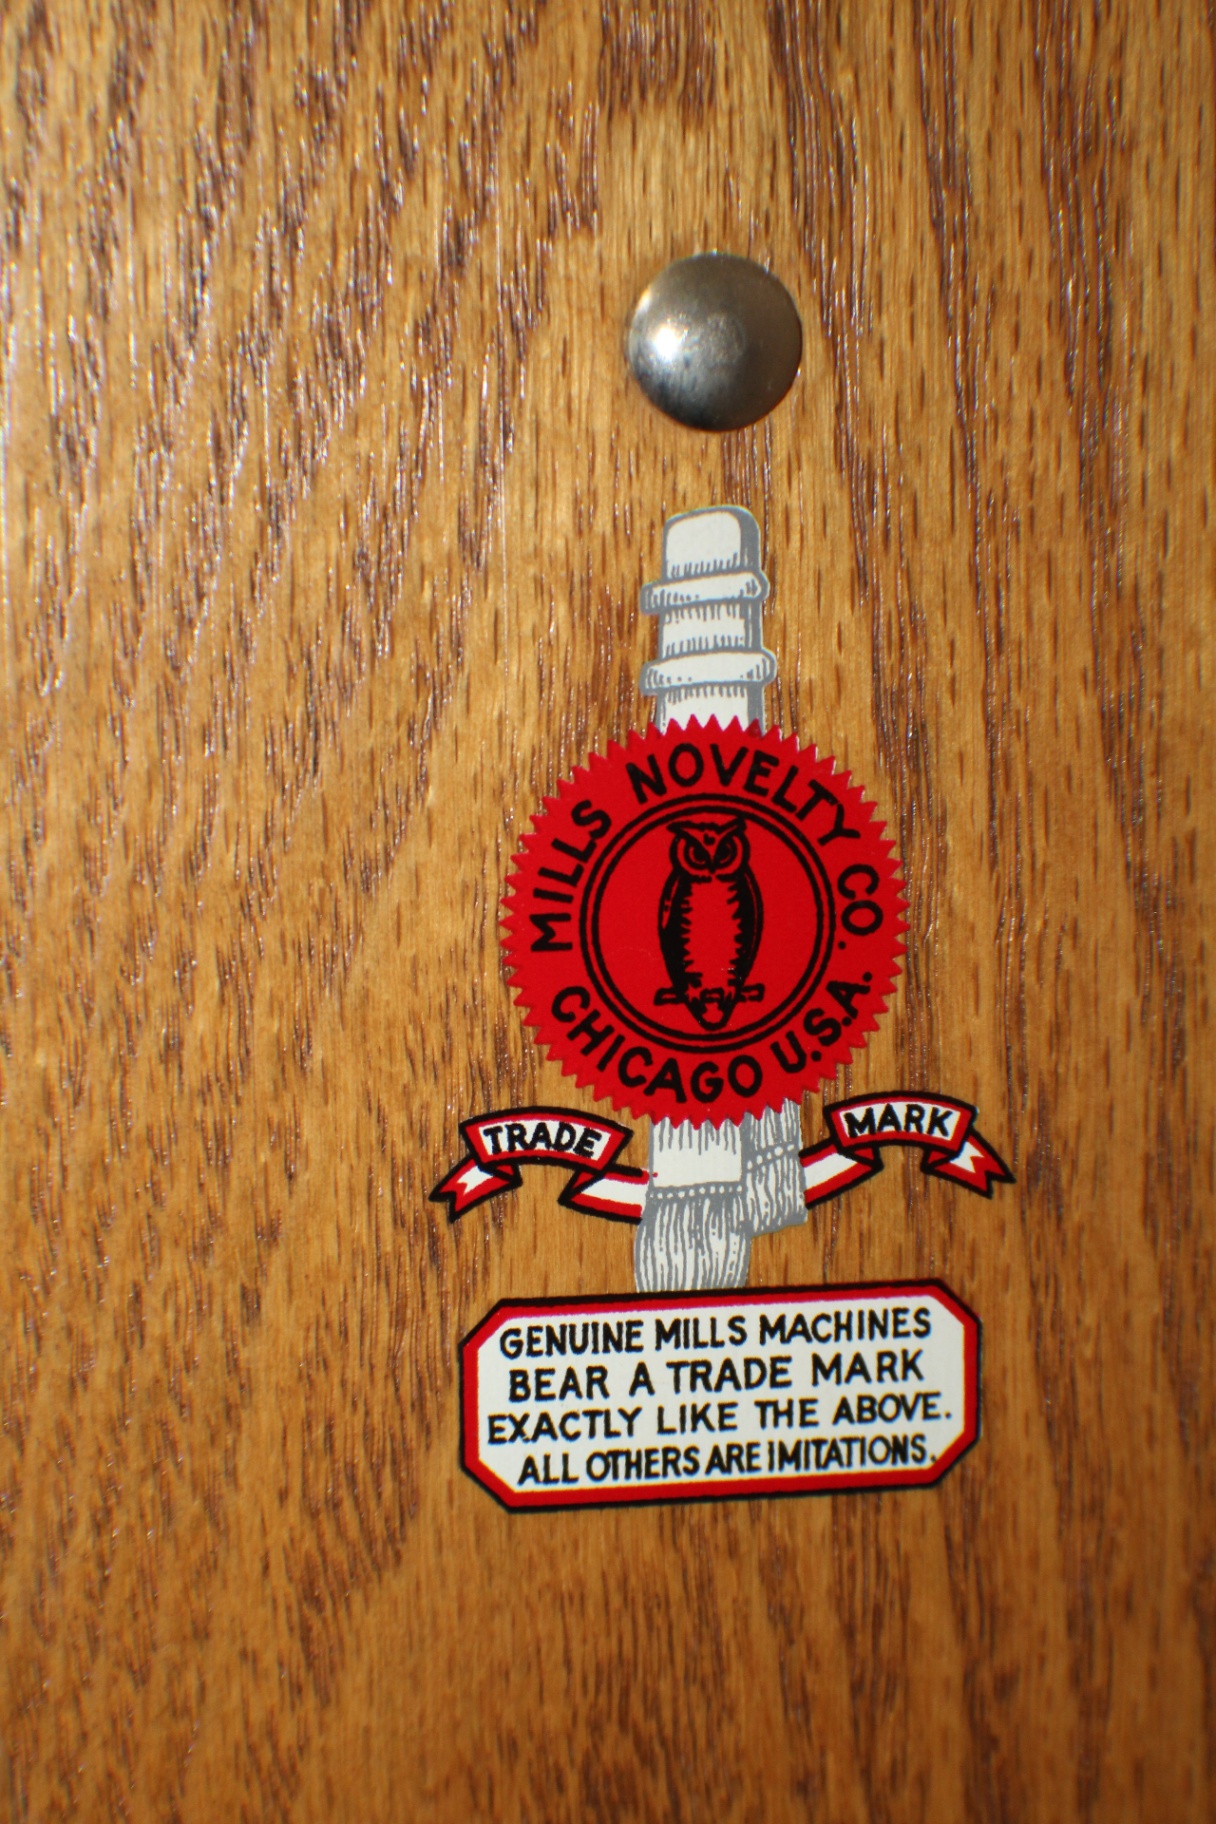 MILLS NOVELTY CO.
CHICAGO U.S.A.
TRADE MARK
GENUINE MILLS MACHINES
BEAR A TRADE MARK
EXACTLY LIKE THE ABOVE.
ALL OTHERS ARE IMITATIONS.